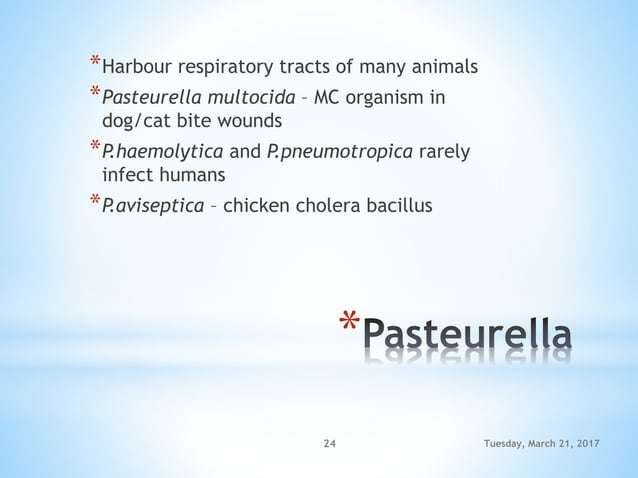 *Harbour respiratory tracts of many animals
*Pasteurella multocida – MC organism in
dog/cat bite wounds
*P.haemolytica and P.pneumotropica rarely
infect humans
*P.aviseptica – chicken cholera bacillus
*Pasteurella
24
Tuesday, March 21, 2017